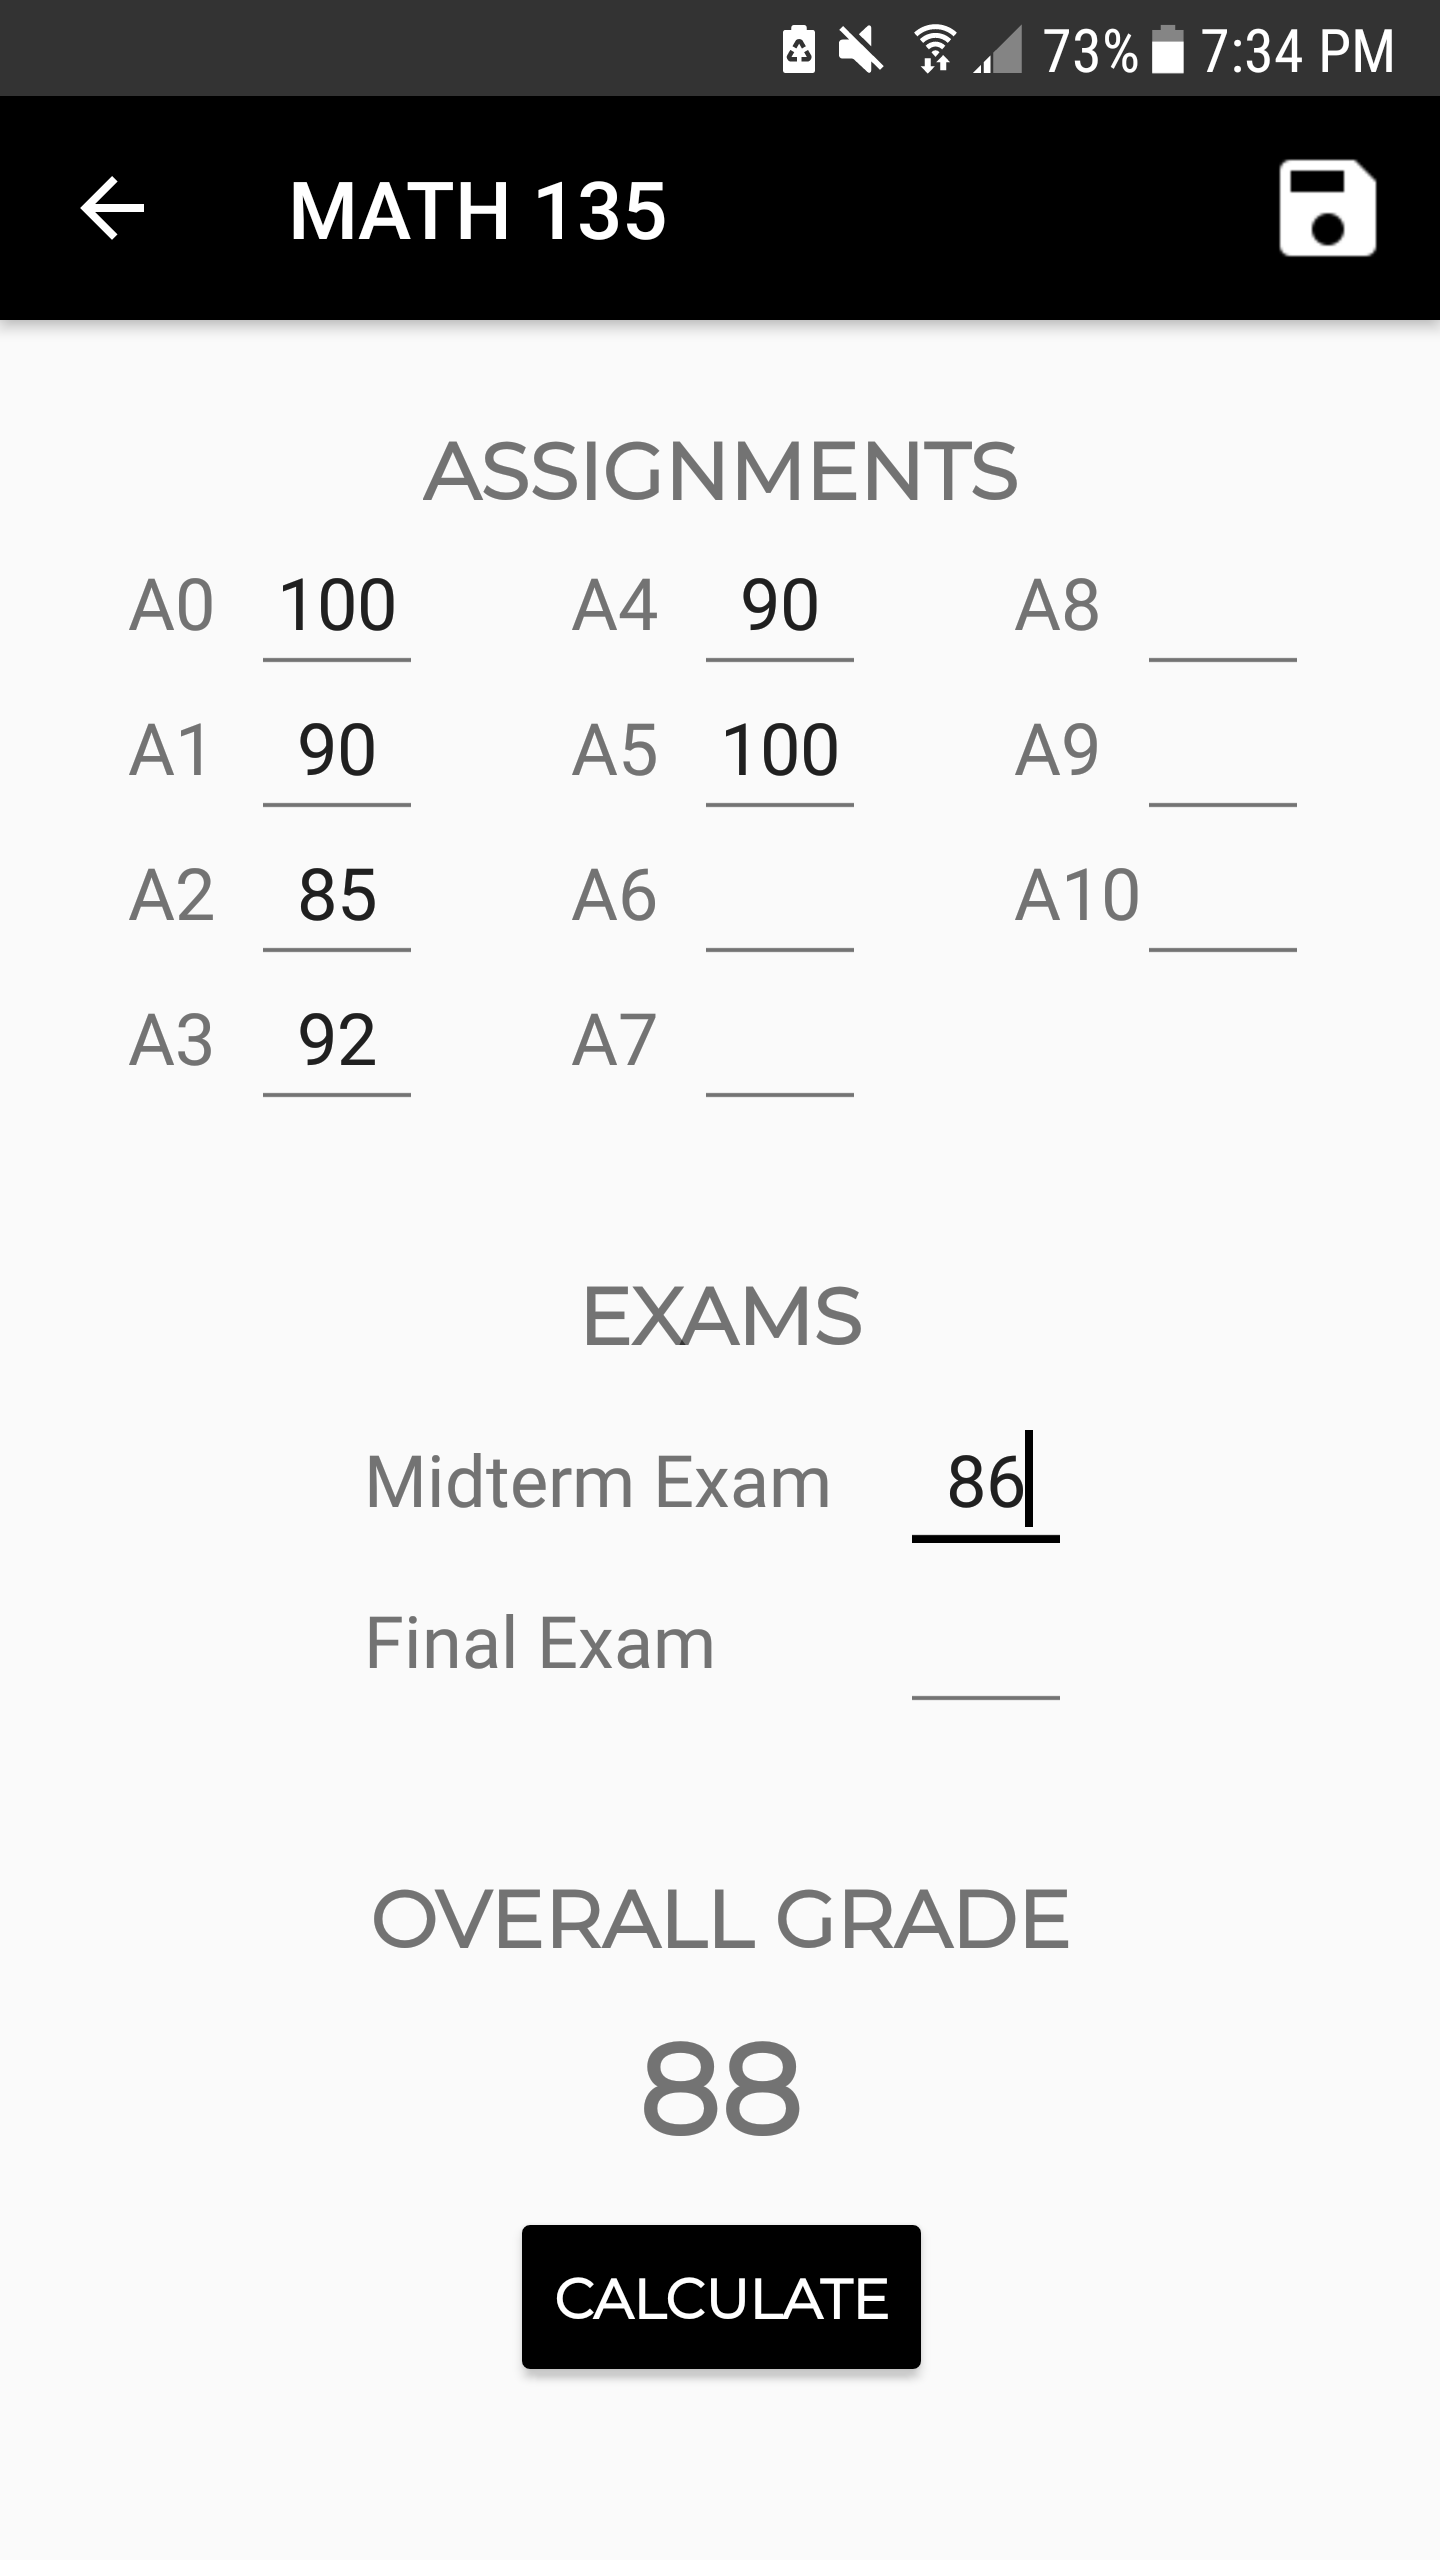 73% 7:34 PM
MATH 135
ASSIGNMENTS
A0 100 A4 90 A8
A1 90 A5 100 A9
A2 85 A6 A10
A3 92 A7
EXAMS
Midterm Exam 86
Final Exam
OVERALL GRADE
88
CALCULATE